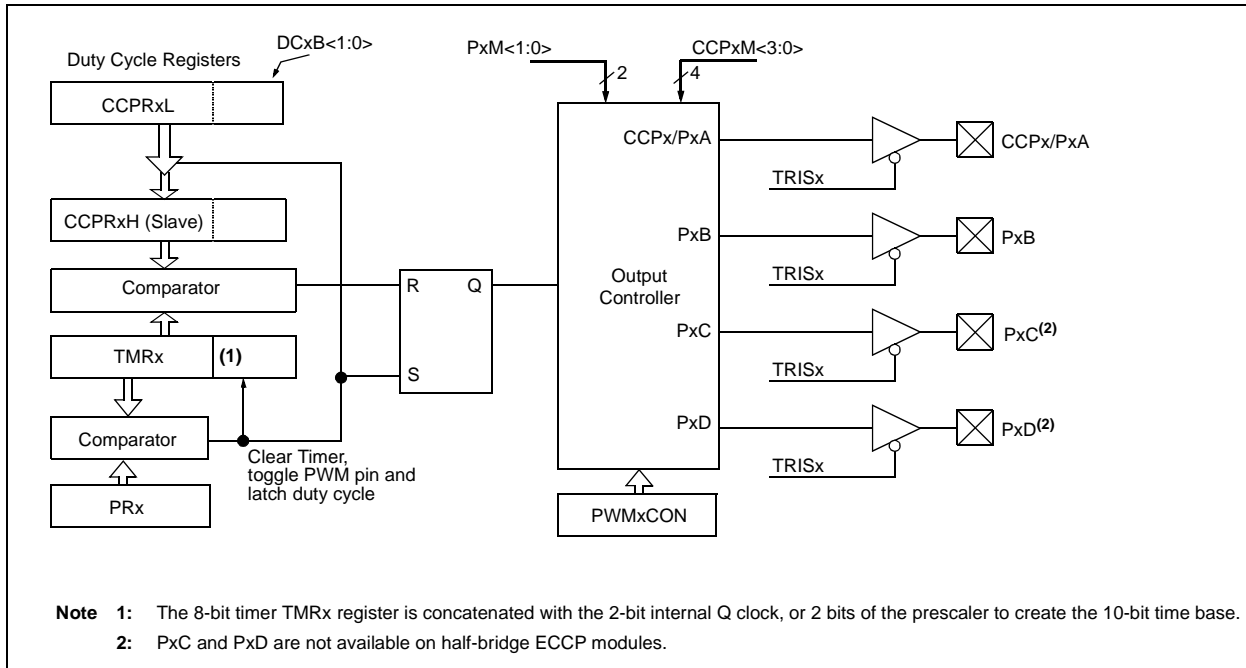 DCxB<1:0>
Duty Cycle Registers
CCPRxL
CCPRxH (Slave)
Comparator
TMRx
(1)
Comparator
PRx
Clear Timer,
toggle PWM pin and
latch duty cycle
R
Q
S
PxM<1:0>
2
CCPxM<3:0>
4
CCPx/PxA
PxB
Output
Controller
PxC
PxD
PWMxCON
TRISx
CCPx/PxA
TRISx
PxB
TRISx
PxC(2)
TRISx
PxD(2)
Note 1: The 8-bit timer TMRx register is concatenated with the 2-bit internal Q clock, or 2 bits of the prescaler to create the 10-bit time base.
2: PxC and PxD are not available on half-bridge ECCP modules.